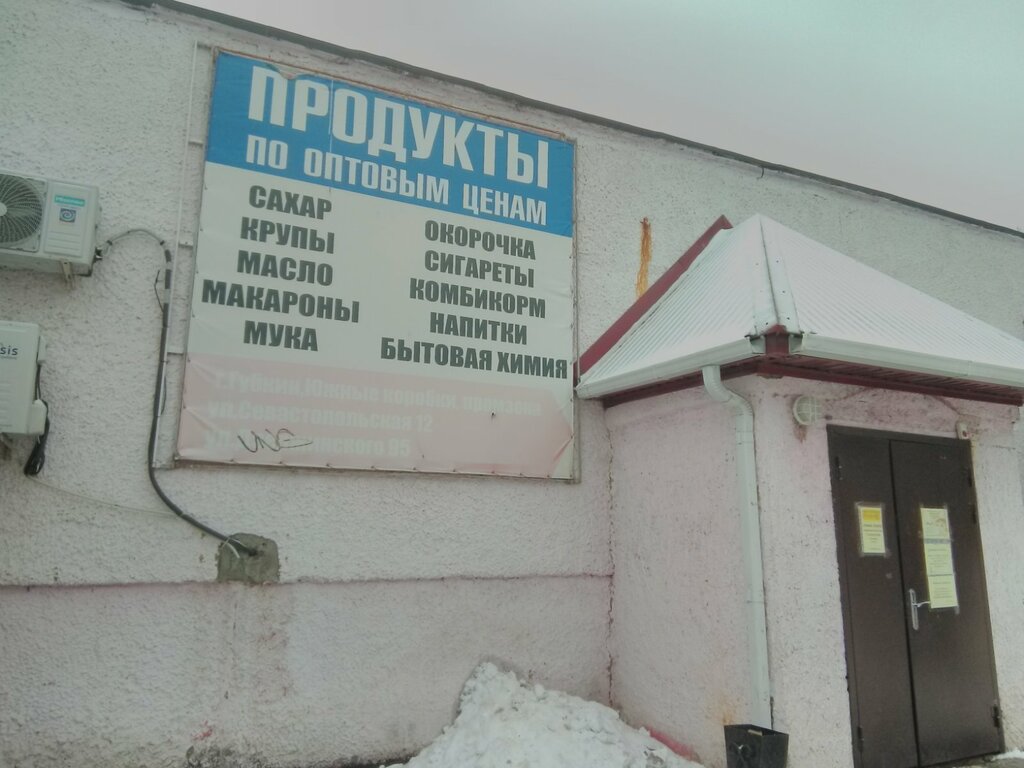 ПРОДУКТЫ
ПО ОПТОВЫМ ЦЕНАМ
САХАР
КРУПЫ
МАСЛО
МАКАРОНЫ
МУКА
ОКОРОЧКА
СИГАРЕТЫ
КОМБИКОРМ
НАПИТКИ
БЫТОВАЯ ХИМИЯ
г.Губкин,Южные коробки, промзона
ул.Севастопольская 12
95